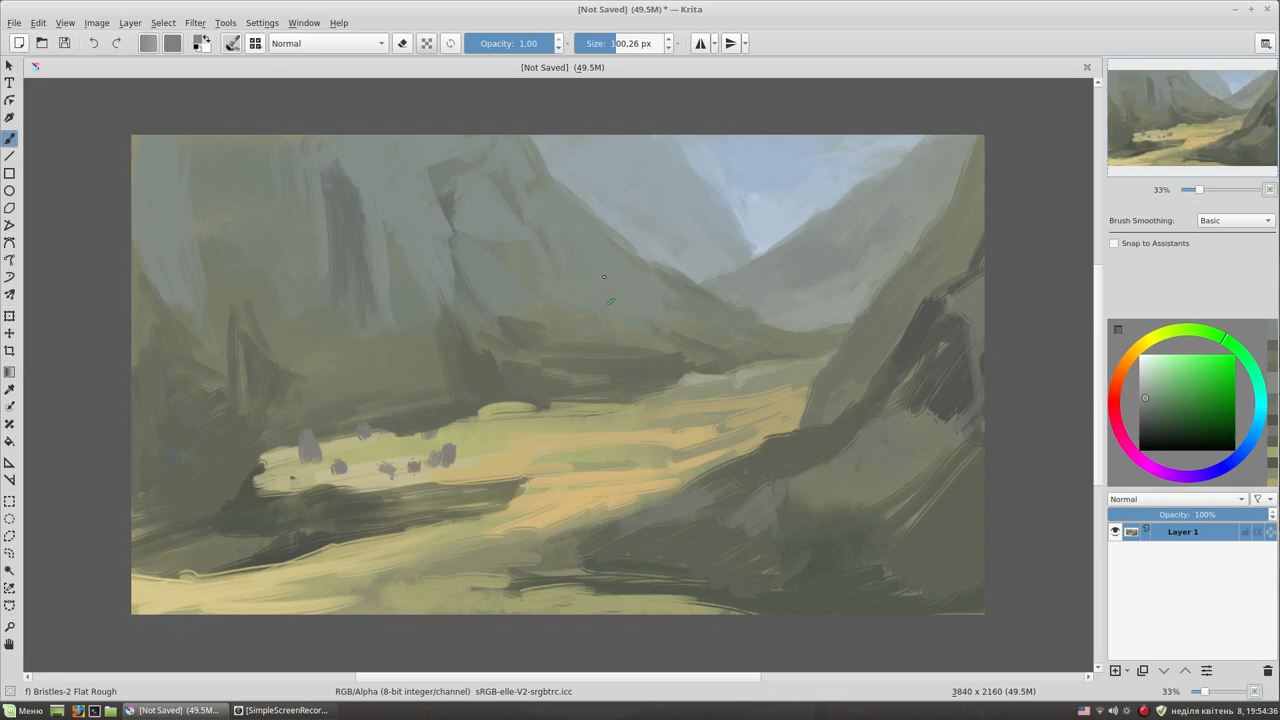 [Not Saved]  (49.5M) * — Krita
File Edit View Image Layer Select Filter Tools Settings Window Help
Normal Opacity:  1,00 Size:  100,26 px
[Not Saved]  (49.5M)
33%
Brush Smoothing: Basic
Snap to Assistants
Normal
Opacity:  100%
Layer 1
f) Bristles-2 Flat Rough RGB/Alpha (8-bit integer/channel)  sRGB-elle-V2-srgbtrc.icc 3840 x 2160 (49.5M) 33%
Меню [Not Saved]  (49.5M... [SimpleScreenRecor... неділя квітень  8, 19:54:36